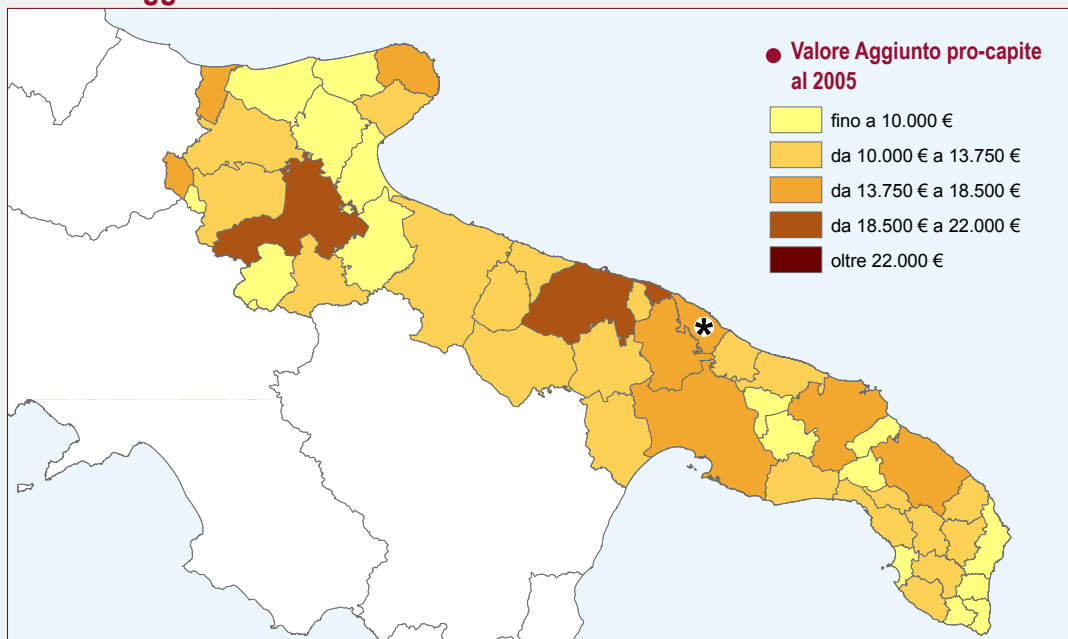 Valore Aggiunto pro-capite
al 2005
fino a 10.000 €
da 10.000 € a 13.750 €
da 13.750 € a 18.500 €
da 18.500 € a 22.000 €
oltre 22.000 €
*